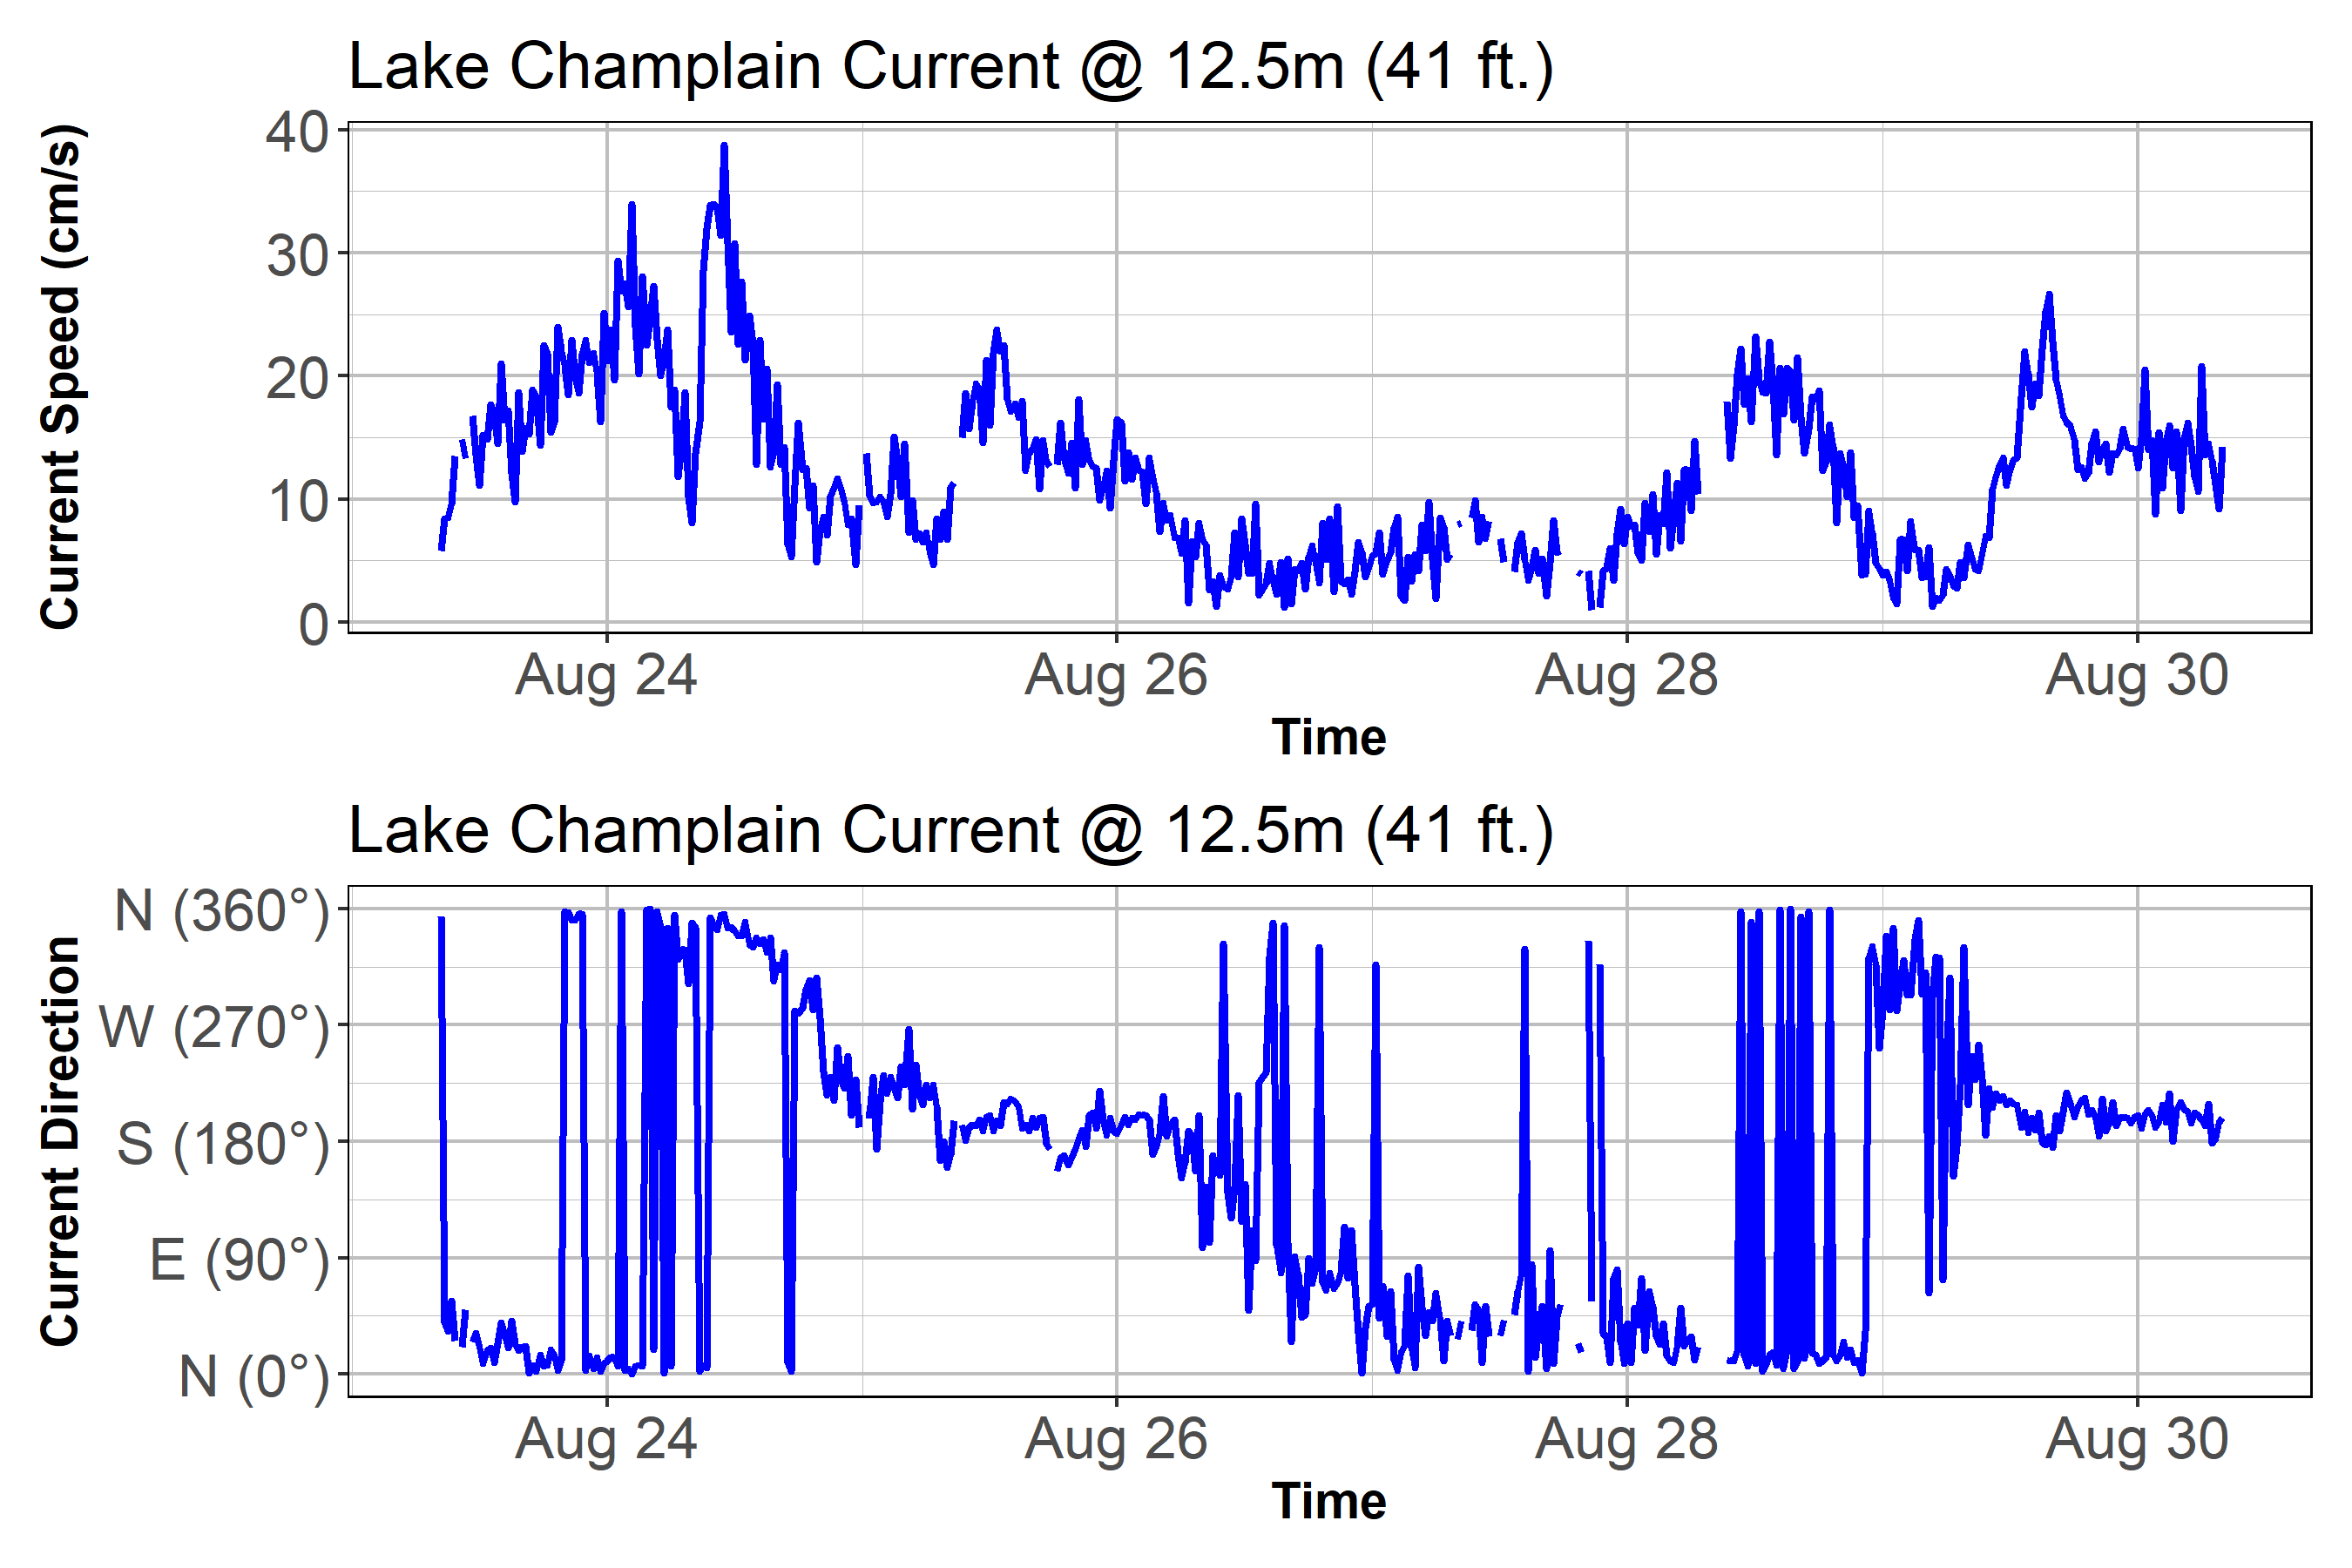 Lake Champlain Current @ 12.5m (41 ft.)
Current Speed (cm/s)
40
30
20
10
0
Aug 24 Aug 26 Aug 28 Aug 30
Time
Lake Champlain Current @ 12.5m (41 ft.)
Current Direction
N (360°)
W (270°)
S (180°)
E (90°)
N (0°)
Aug 24 Aug 26 Aug 28 Aug 30
Time